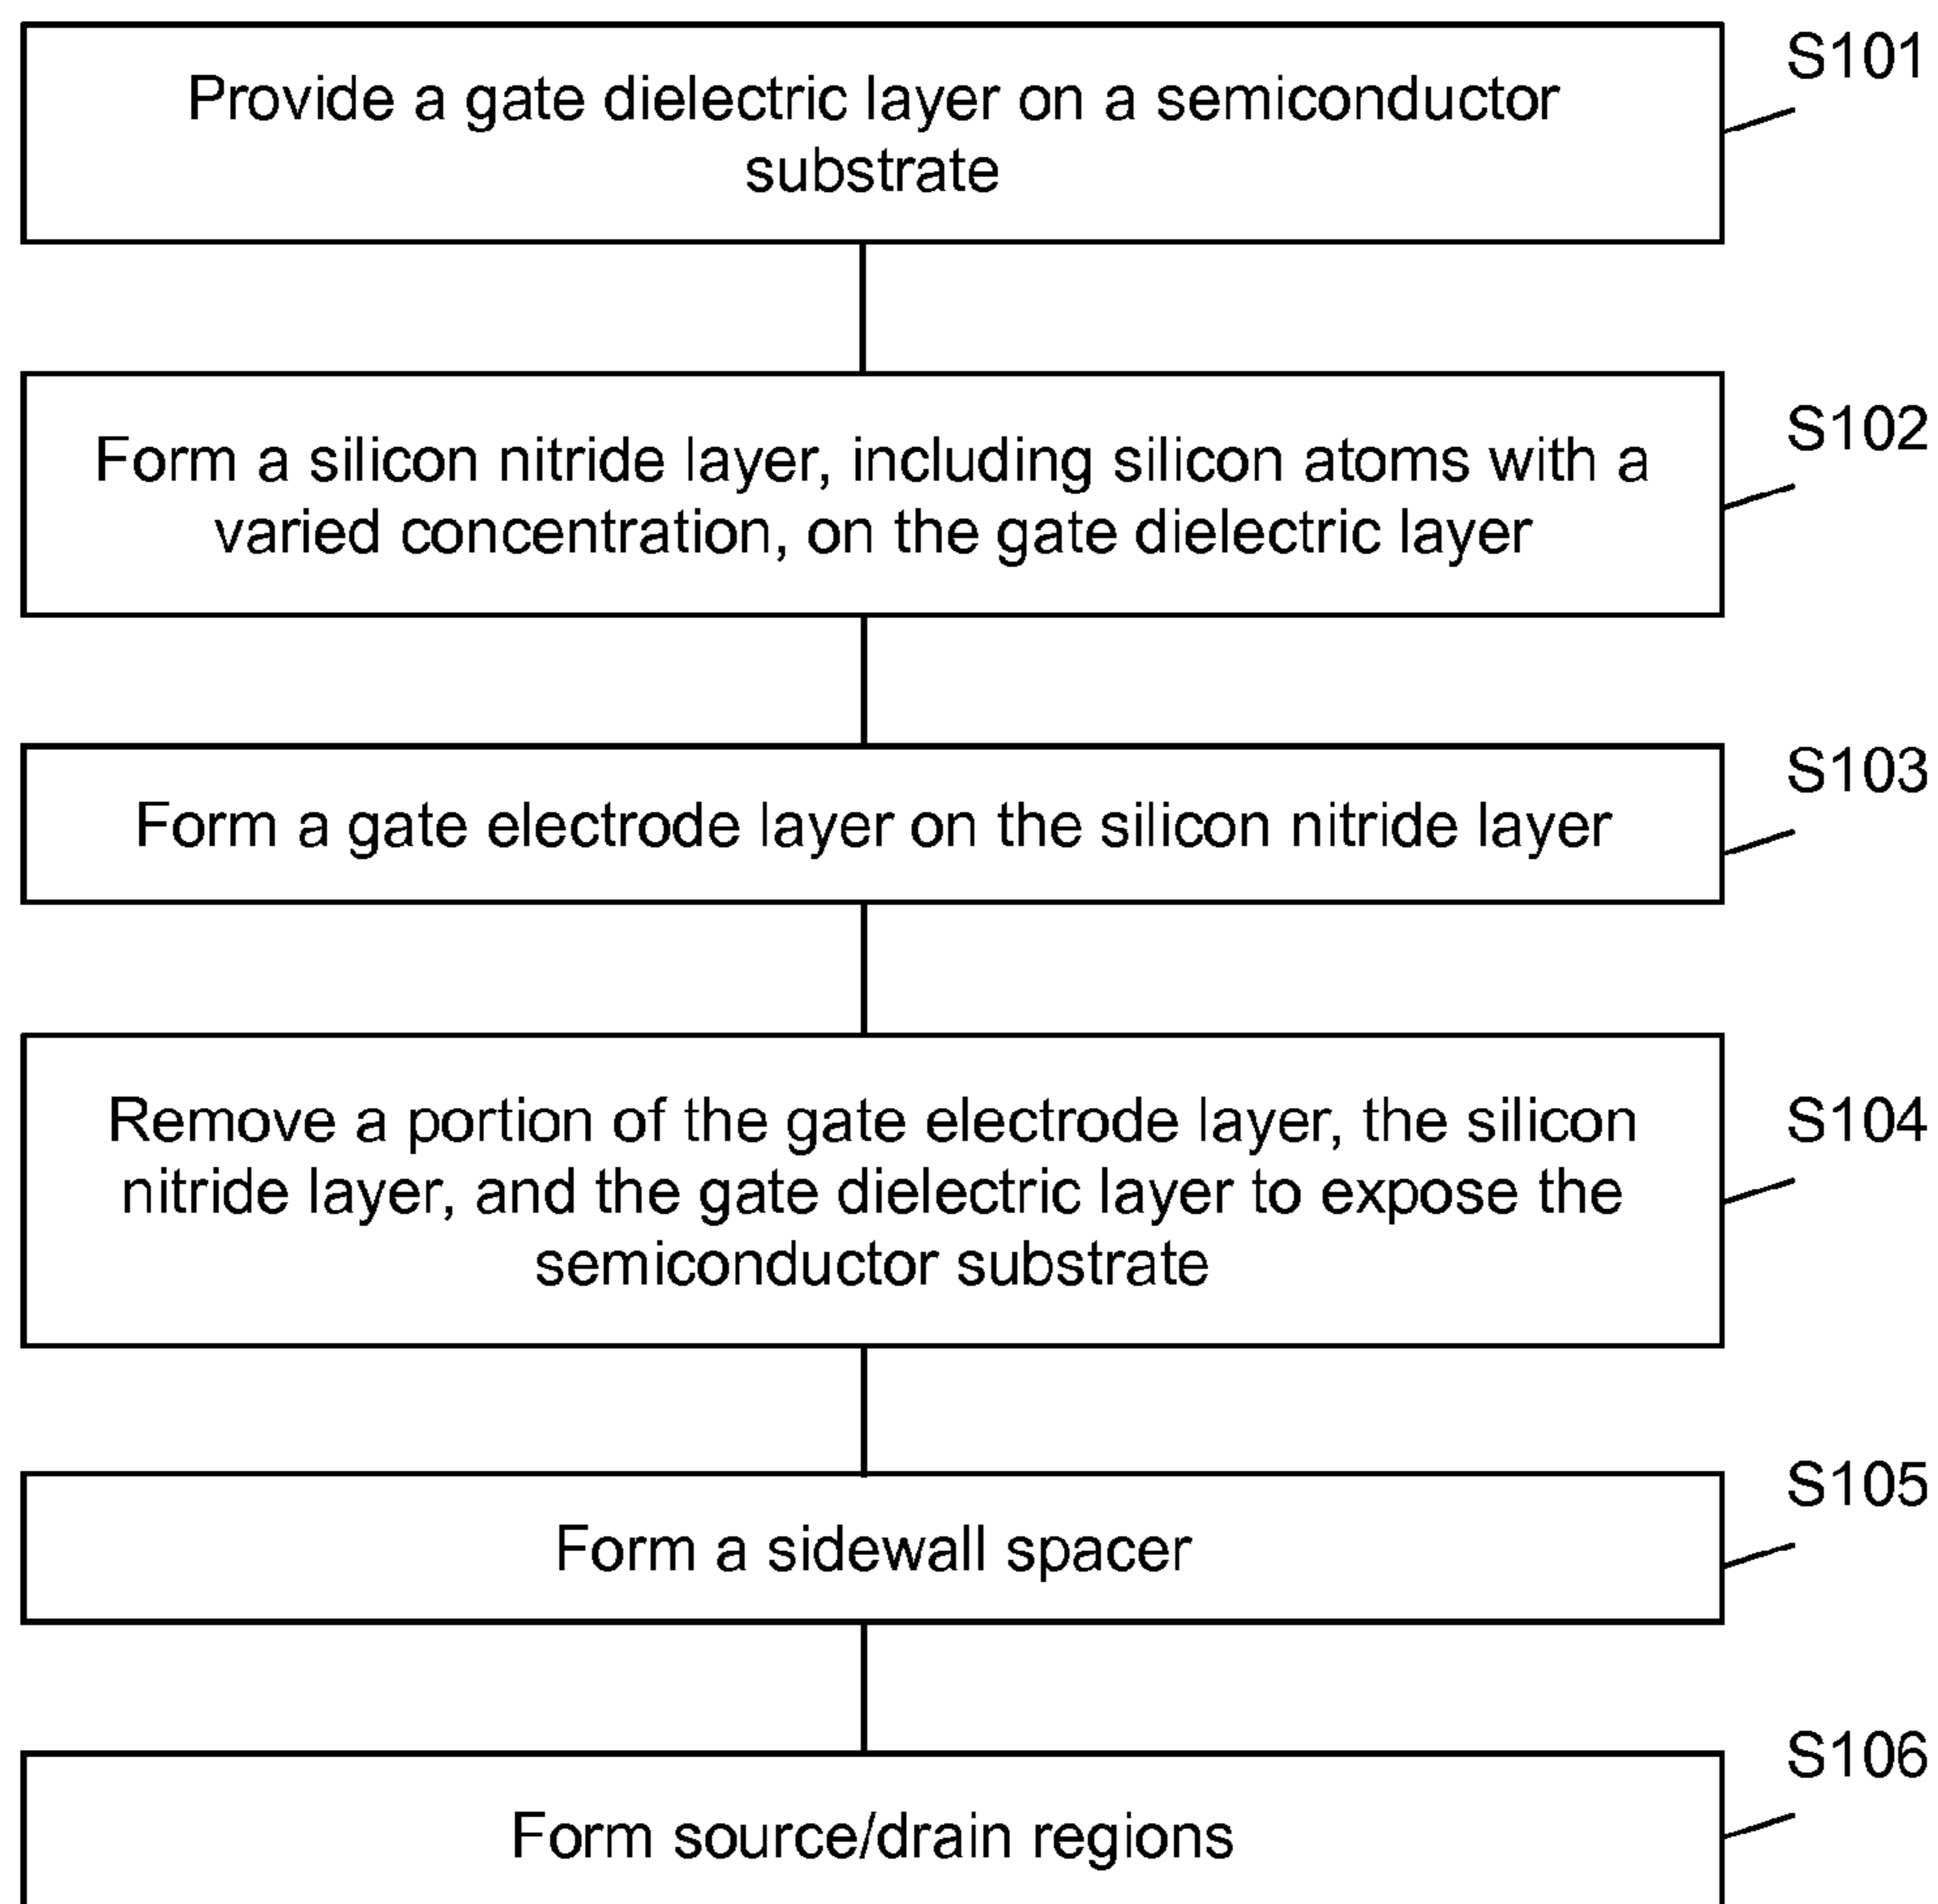 S101
Provide a gate dielectric layer on a semiconductor
substrate
S102
Form a silicon nitride layer, including silicon atoms with a
varied concentration, on the gate dielectric layer
S103
Form a gate electrode layer on the silicon nitride layer
S104
Remove a portion of the gate electrode layer, the silicon
nitride layer, and the gate dielectric layer to expose the
semiconductor substrate
S105
Form a sidewall spacer
S106
Form source/drain regions